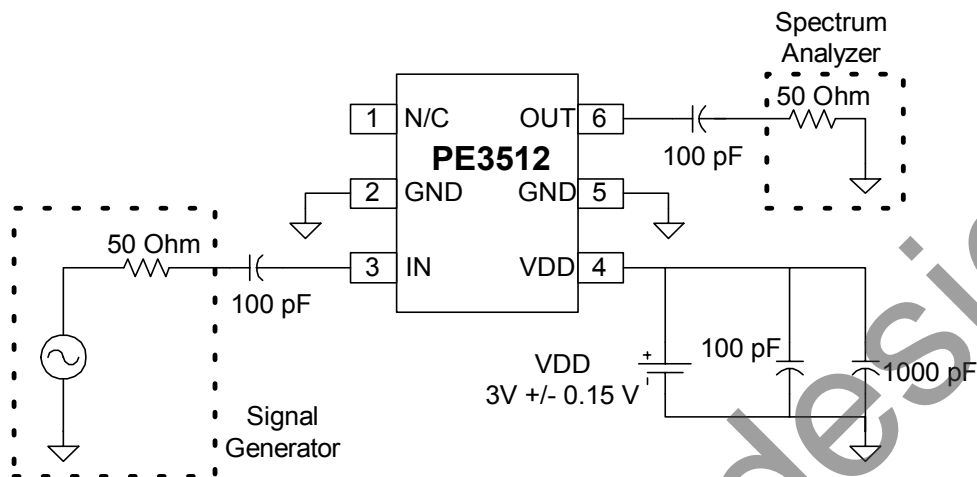 Spectrum
Analyzer
50 Ohm
1 N/C OUT 6
PE3512
100 pF
2 GND GND 5
50 Ohm
3 IN VDD 4
100 pF
VDD
3V +/- 0.15 V
+
-
100 pF
1000 pF
Signal
Generator
desig